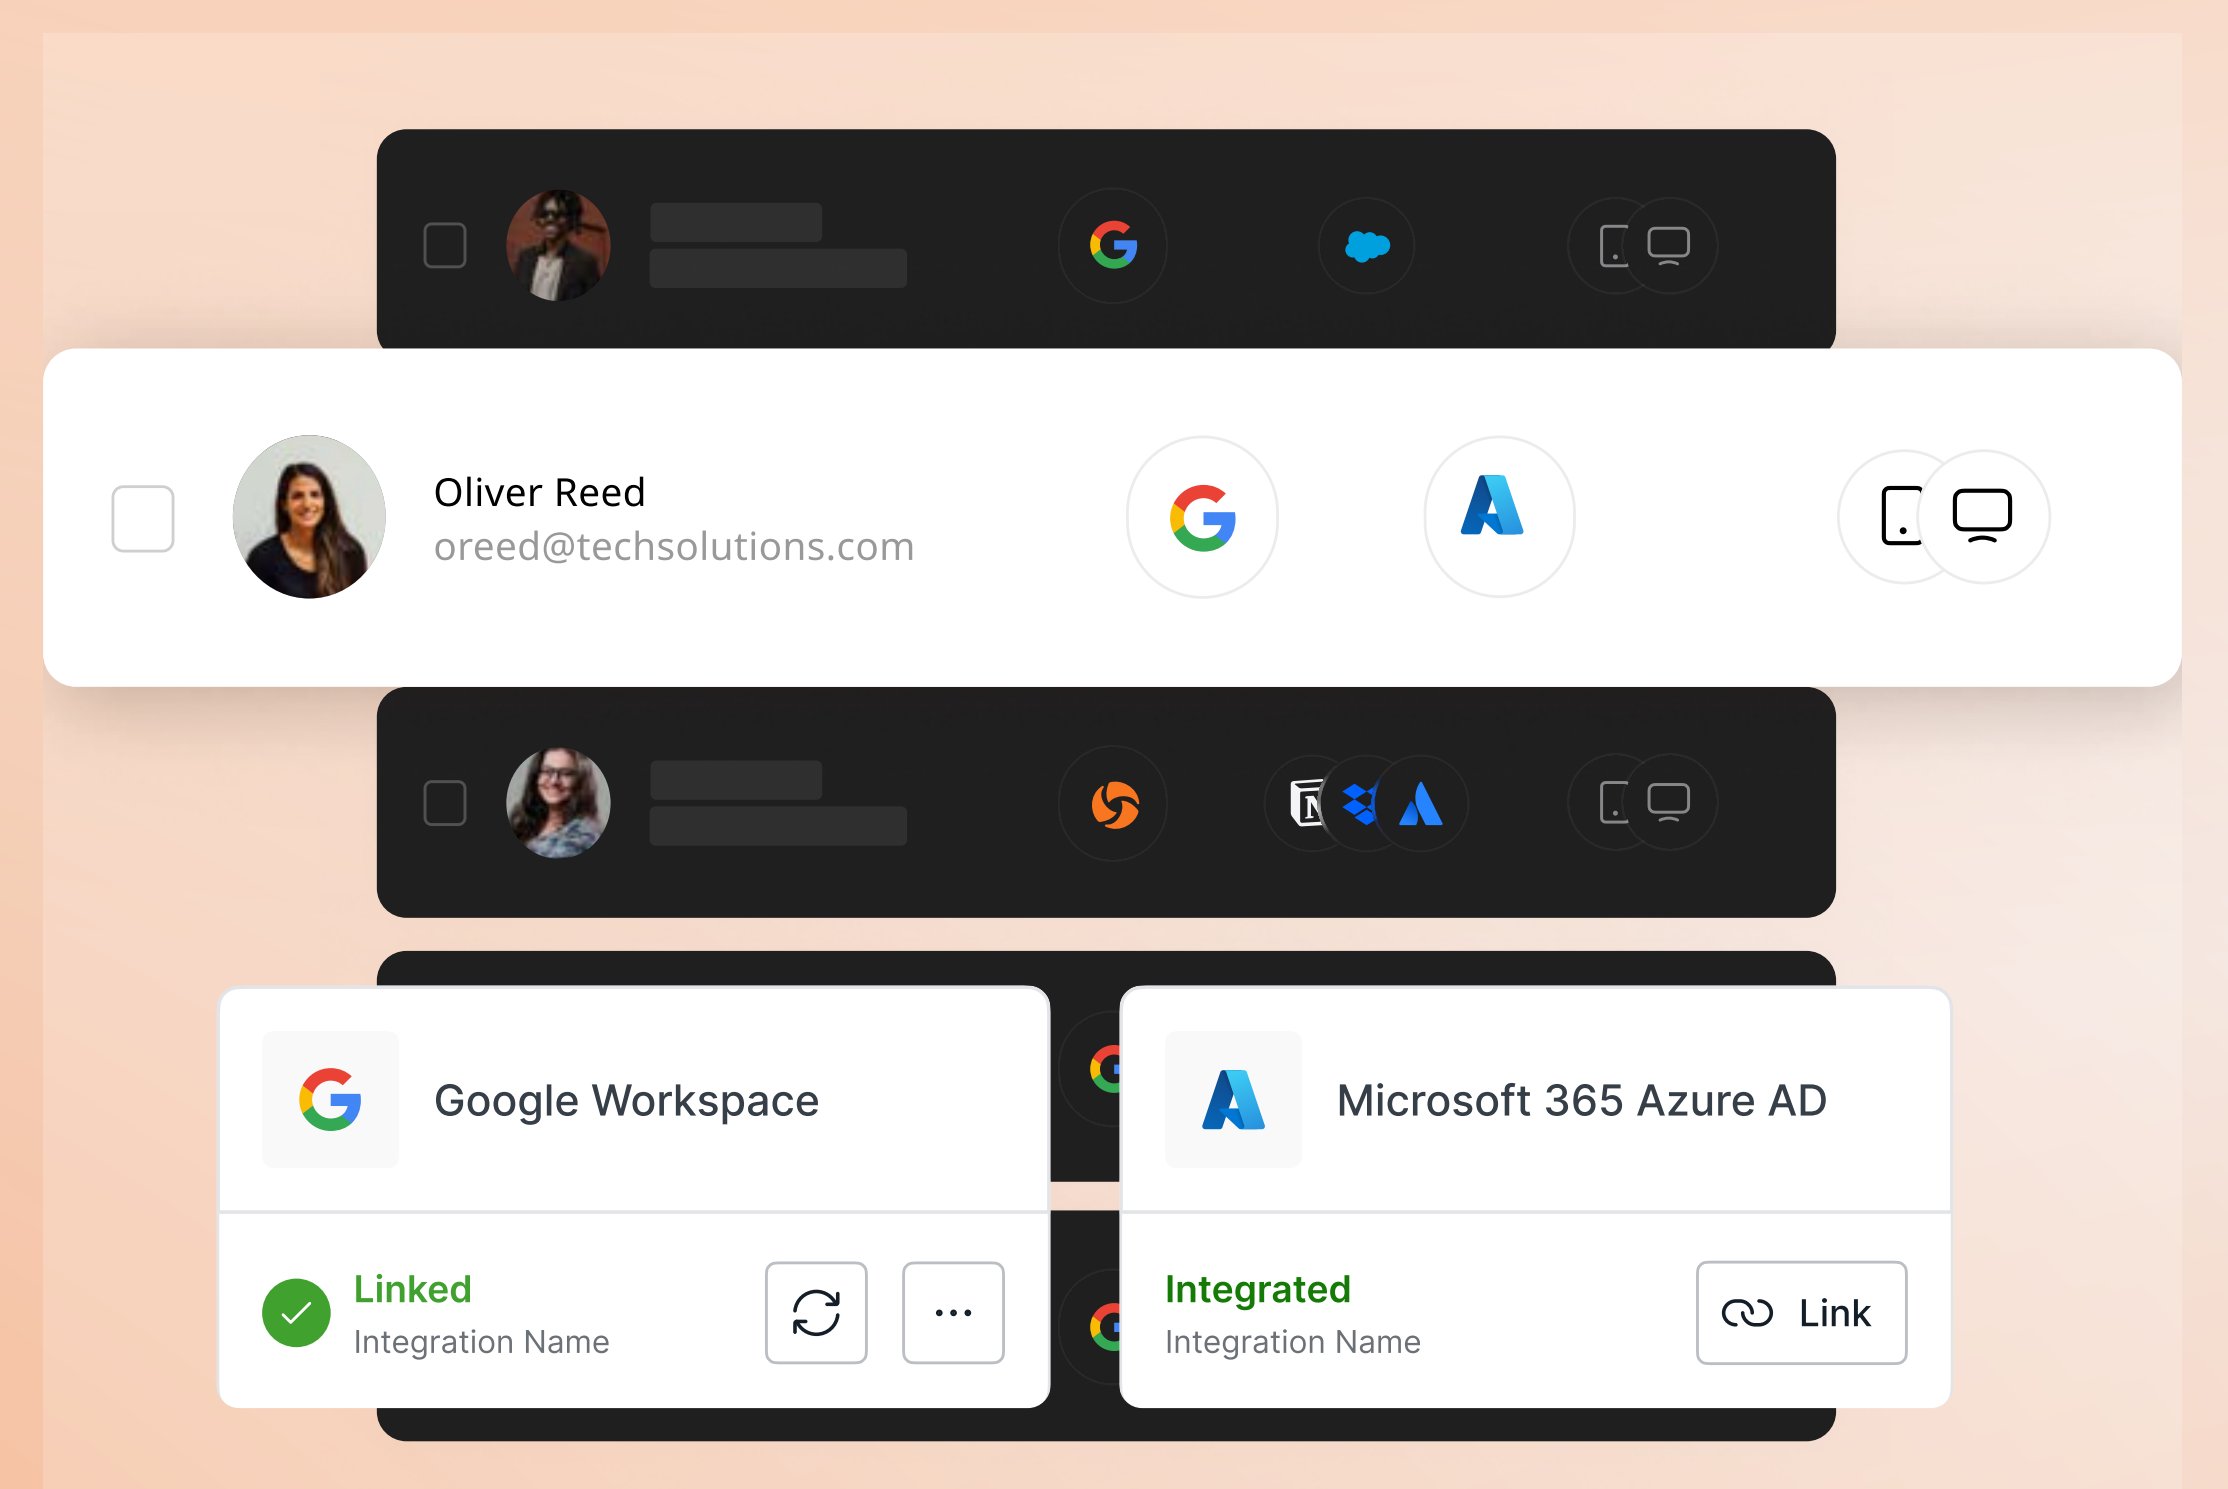 Oliver Reed
oreed@techsolutions.com
Google Workspace
Microsoft 365 Azure AD
Linked
Integration Name
Integrated
Integration Name
Link